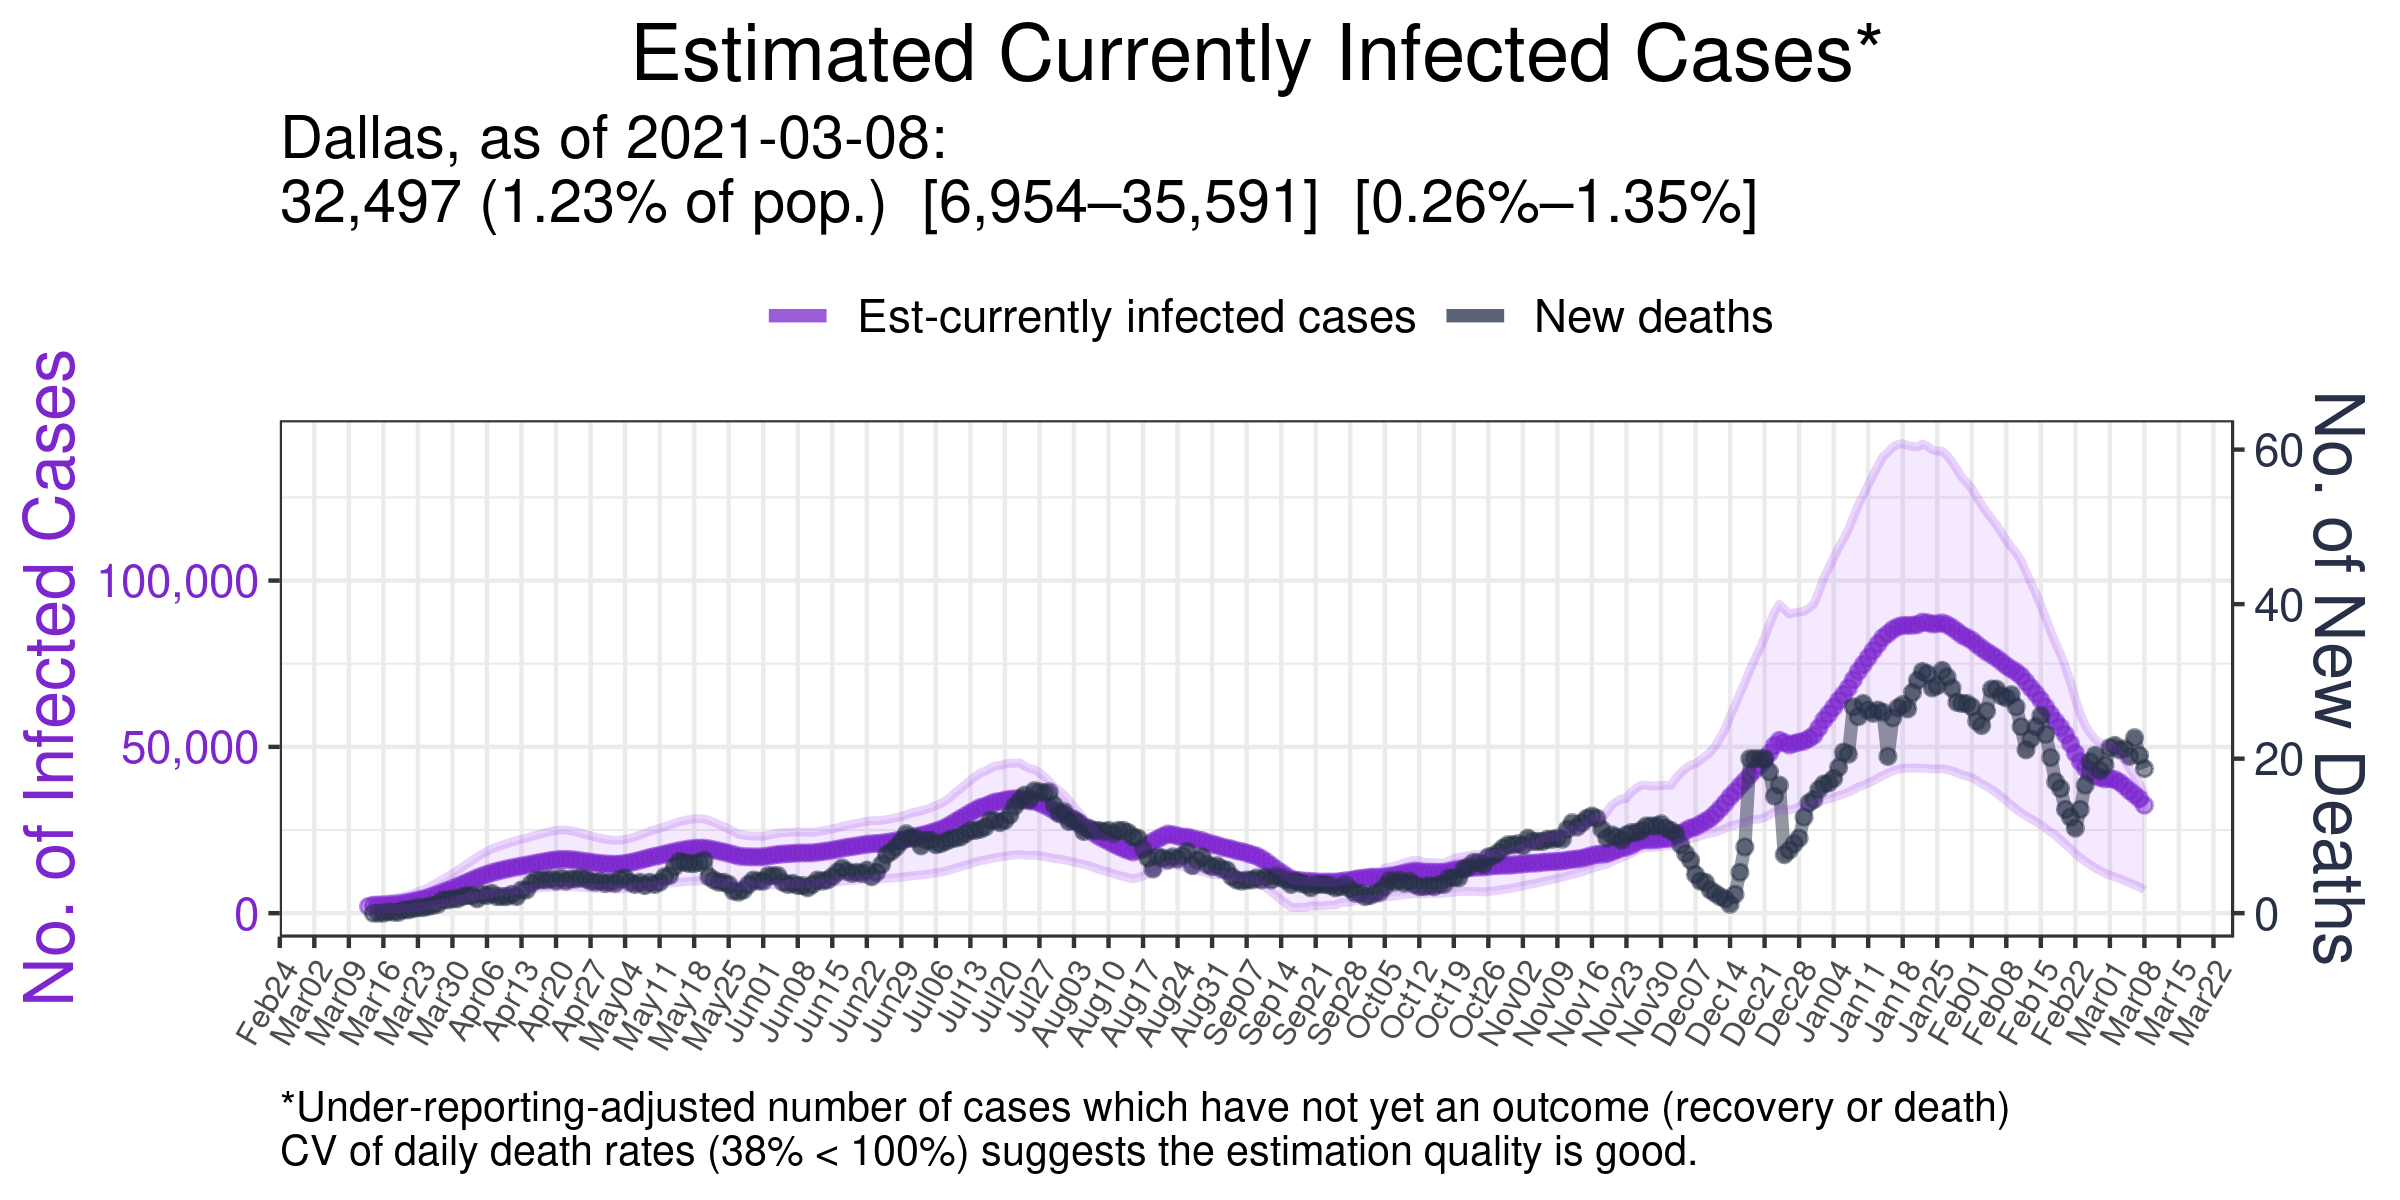 Estimated Currently Infected Cases*
Dallas, as of 2021-03-08:
32,497 (1.23% of pop.) [6,954–35,591] [0.26%–1.35%]
Est-currently infected cases
New deaths
No. of Infected Cases
100,000
50,000
0
60
40
20
0
No. of New Deaths
Feb24
Mar02
Mar09
Mar16
Mar23
Mar30
Apr06
Apr13
Apr20
Apr27
May04
May11
May18
May25
Jun01
Jun08
Jun15
Jun22
Jun29
Jul06
Jul13
Jul20
Jul27
Aug03
Aug10
Aug17
Aug24
Aug31
Sep07
Sep14
Sep21
Sep28
Oct05
Oct12
Oct19
Oct26
Nov02
Nov09
Nov16
Nov23
Nov30
Dec07
Dec14
Dec21
Dec28
Jan04
Jan11
Jan18
Jan25
Feb01
Feb08
Feb15
Feb22
Mar01
Mar08
Mar15
Mar22
*Under-reporting-adjusted number of cases which have not yet an outcome (recovery or death)
CV of daily death rates (38% < 100%) suggests the estimation quality is good.